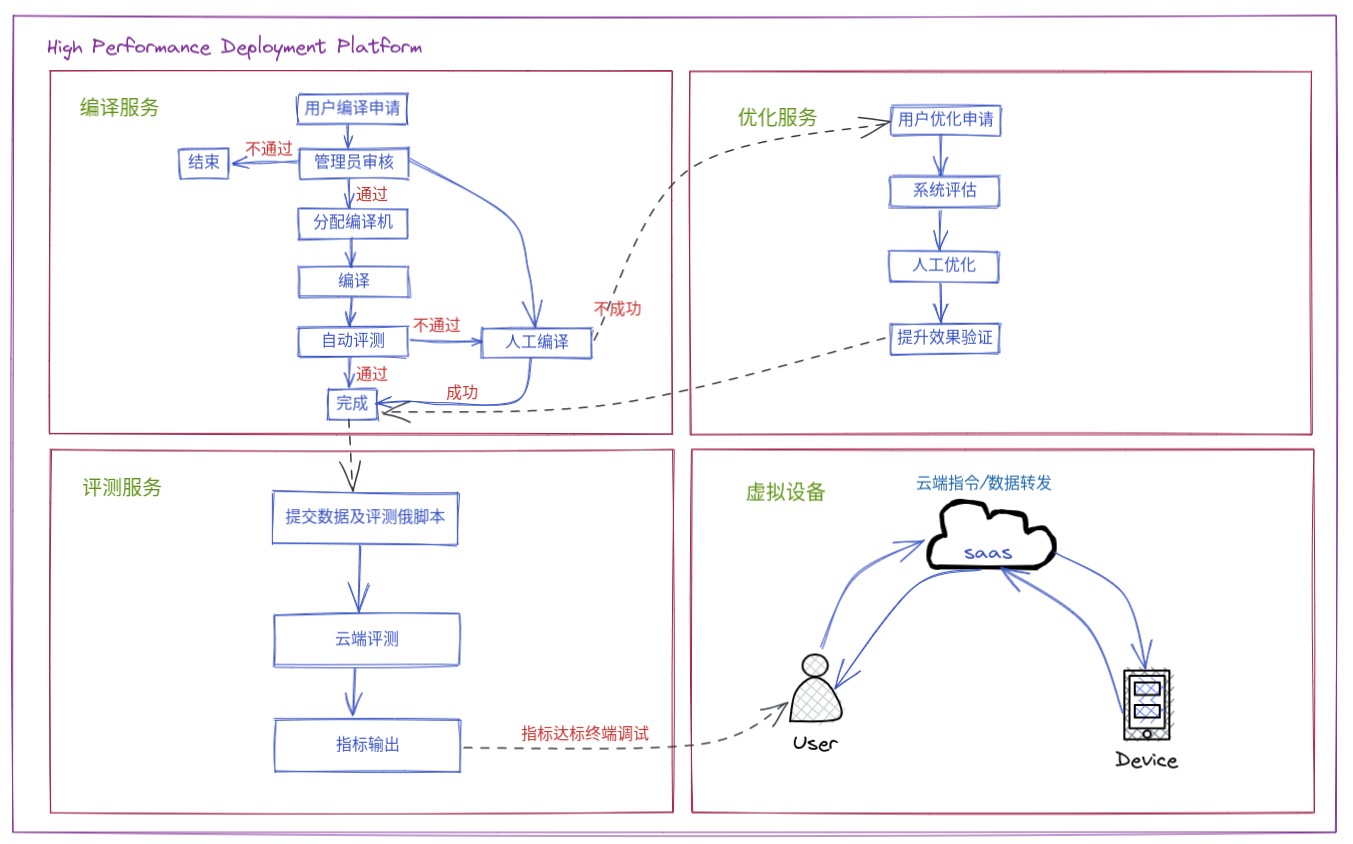 High Performance Deployment Platform
编译服务
用户编译申请
不通过
结束
管理员审核
通过
分配编译机
编译
不通过
自动评测
人工编译
不成功
通过
成功
完成
优化服务
用户优化申请
系统评估
人工优化
提升效果验证
评测服务
提交数据及评测俄脚本
云端评测
指标输出
指标达标终端调试
虚拟设备
云端指令/数据转发
saas
User
Device